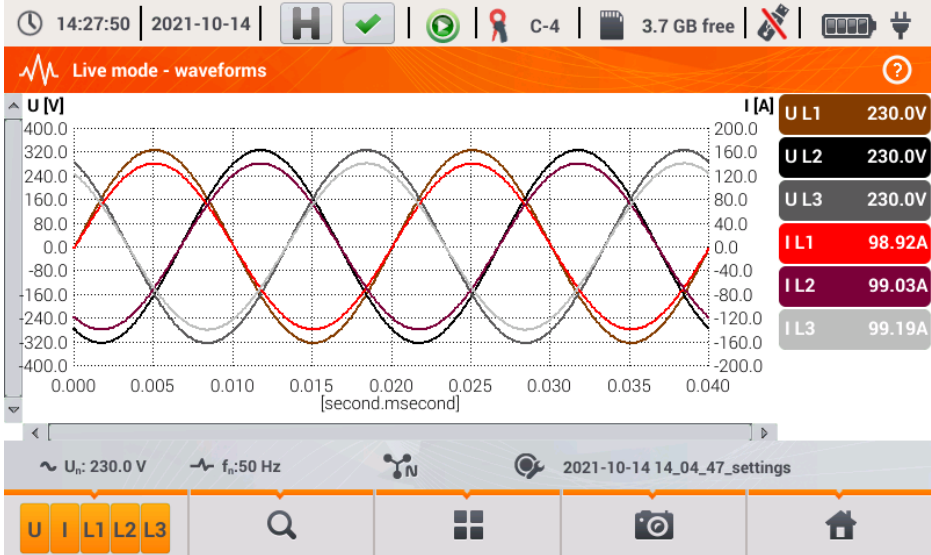 14:27:50 2021-10-14 H C-4 3.7 GB free
Live mode - waveforms ?
U [V] I [A]
400.0 200.0
320.0 160.0
240.0 120.0
160.0 80.0
80.0 40.0
0.0 0.0
-80.0 -40.0
-160.0 -80.0
-240.0 -120.0
-320.0 -160.0
-400.0 -200.0
0.000 0.005 0.010 0.015 0.020 0.025 0.030 0.035 0.040
[second.msecond]
U L1 230.0V
U L2 230.0V
U L3 230.0V
I L1 98.92A
I L2 99.03A
I L3 99.19A
Un: 230.0 V fn:50 Hz N 2021-10-14 14_04_47_settings
U I L1 L2 L3